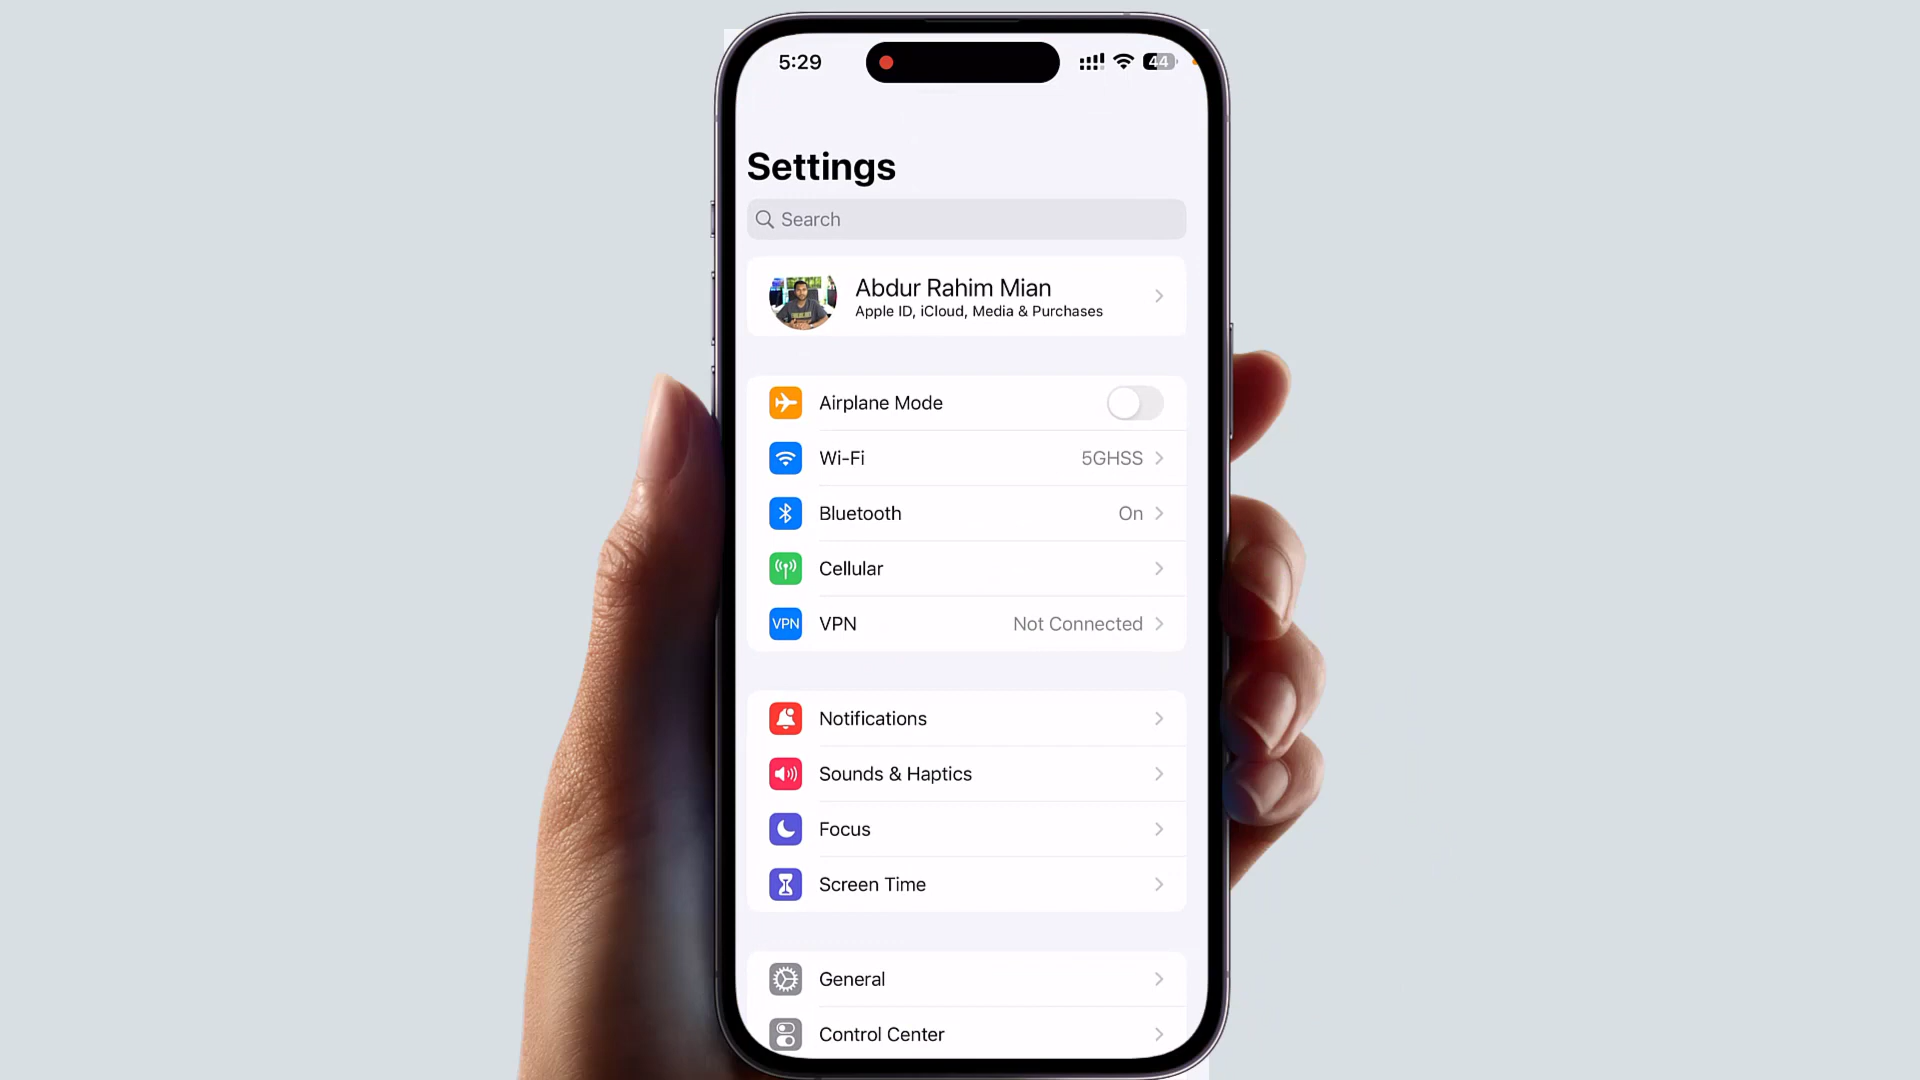 5:29
44
Settings
Search
Abdur Rahim Mian
Apple ID, iCloud, Media & Purchases
Airplane Mode
Wi-Fi 5GHSS
Bluetooth On
Cellular
VPN VPN Not Connected
Notifications
Sounds & Haptics
Focus
Screen Time
General
Control Center